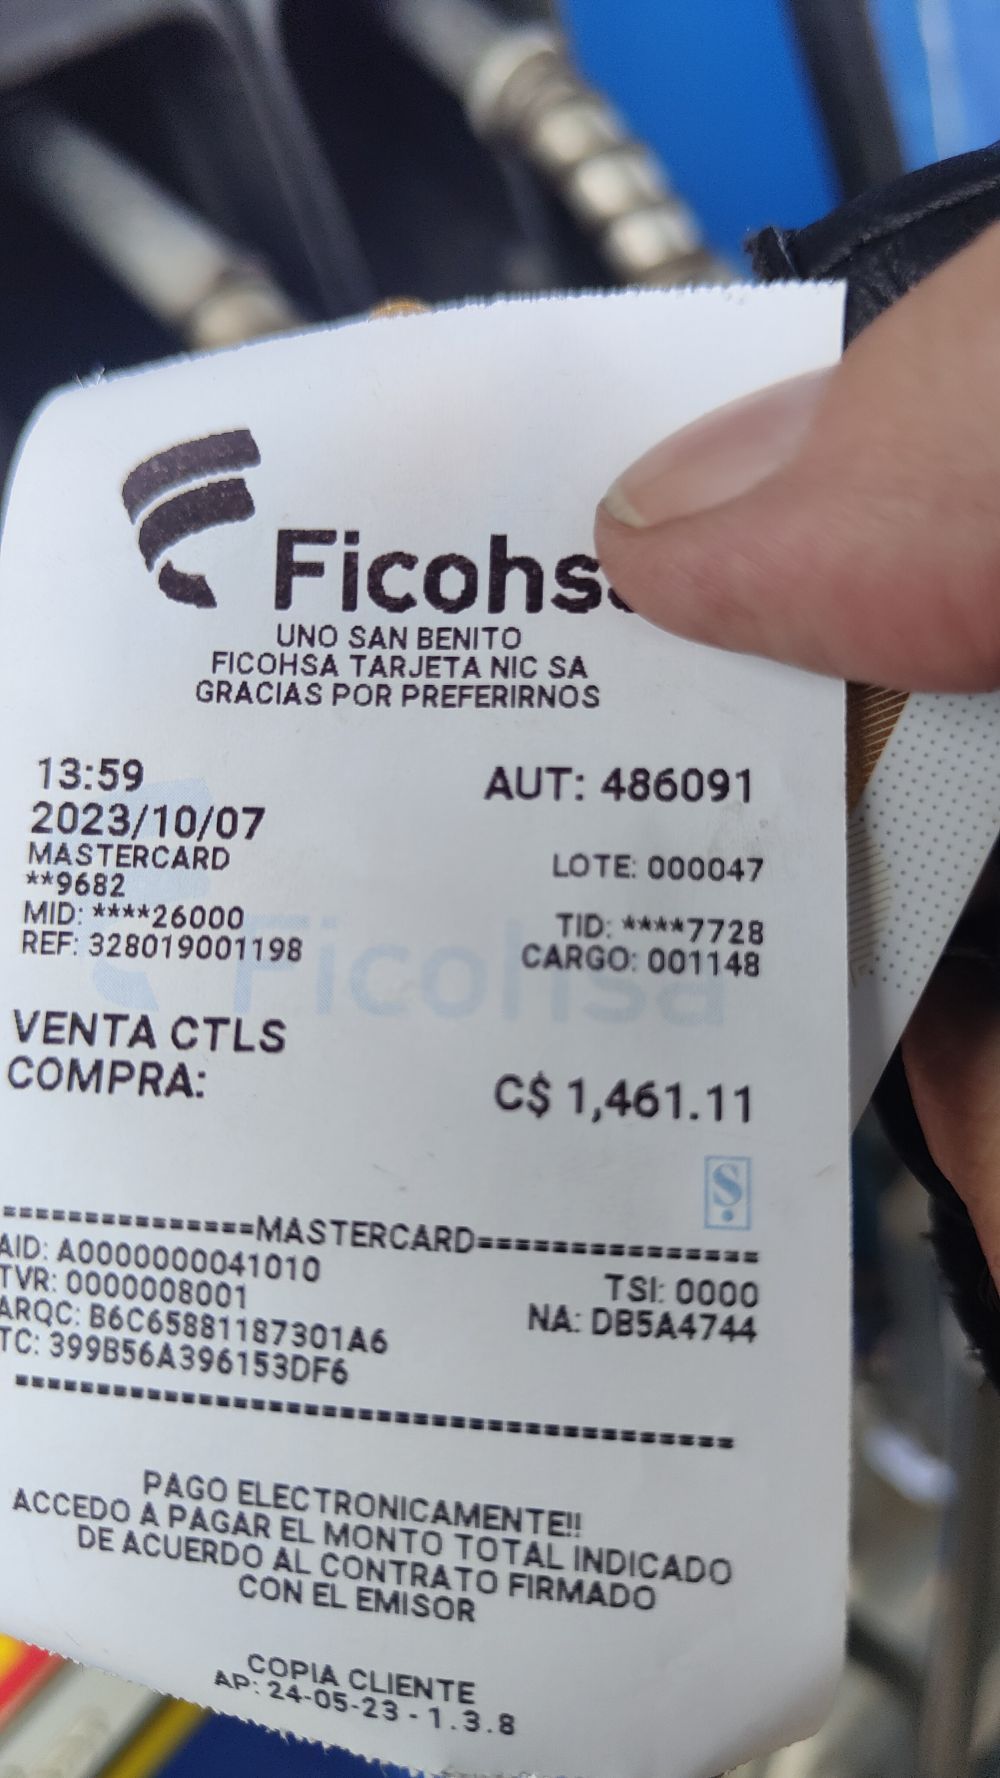 Ficohsa
UNO SAN BENITO
FICOHSA TARJETA NIC SA
GRACIAS POR PREFERIRNOS
13:59 AUT: 486091
2023/10/07
MASTERCARD LOTE: 000047
**9682
MID: ****26000 TID: ****7728
REF: 328019001198 CARGO: 001148
Ficohsa
VENTA CTLS
COMPRA: C$ 1,461.11
==============MASTERCARD==============
AID: A0000000041010 TSI: 0000
TVR: 0000008001 NA: DB5A4744
ARQC: B6C65881187301A6
TC: 399B56A396153DF6
PAGO ELECTRONICAMENTE!!
ACCEDO A PAGAR EL MONTO TOTAL INDICADO
DE ACUERDO AL CONTRATO FIRMADO
CON EL EMISOR
COPIA CLIENTE
AP: 24-05-23 - 1.3.8